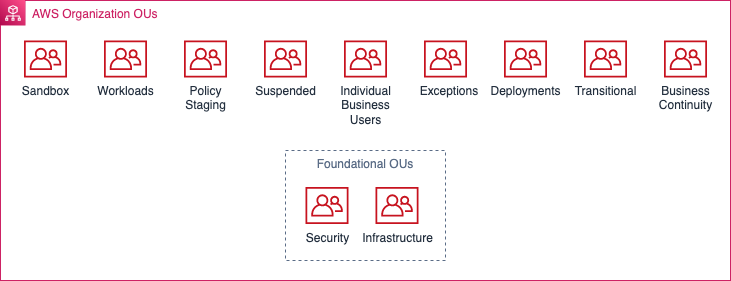 AWS Organization OUs
Sandbox
Workloads
Policy
Staging
Suspended
Individual
Business
Users
Exceptions
Deployments
Transitional
Business
Continuity
Foundational OUs
Security
Infrastructure